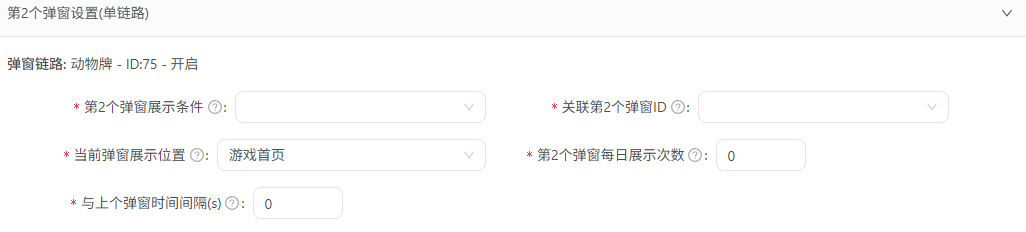 第2个弹窗设置(单链路)
弹窗链路: 动物牌 - ID:75 - 开启
* 第2个弹窗展示条件 ? :
* 关联第2个弹窗ID ? :
* 当前弹窗展示位置 ? : 游戏首页
* 第2个弹窗每日展示次数 ? : 0
* 与上个弹窗时间间隔(s) ? : 0